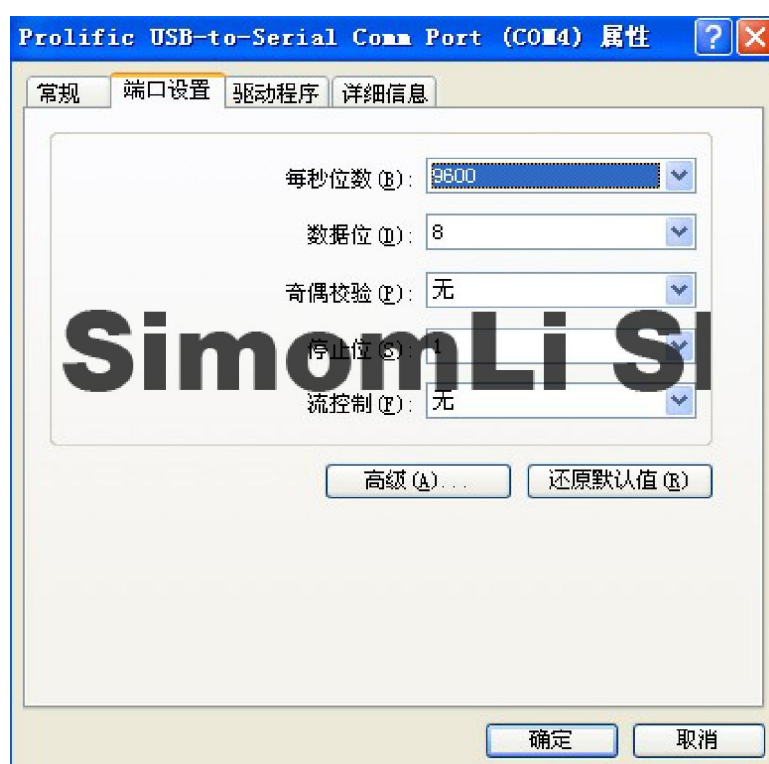 Prolific USB-to-Serial Comm Port (COM4) 属性
常规 端口设置 驱动程序 详细信息
每秒位数(B): 9600
数据位(D): 8
奇偶校验(P): 无
停止位(S): 1
SimomLi
流控制(F): 无
高级(A)... 还原默认值(R)
确定 取消